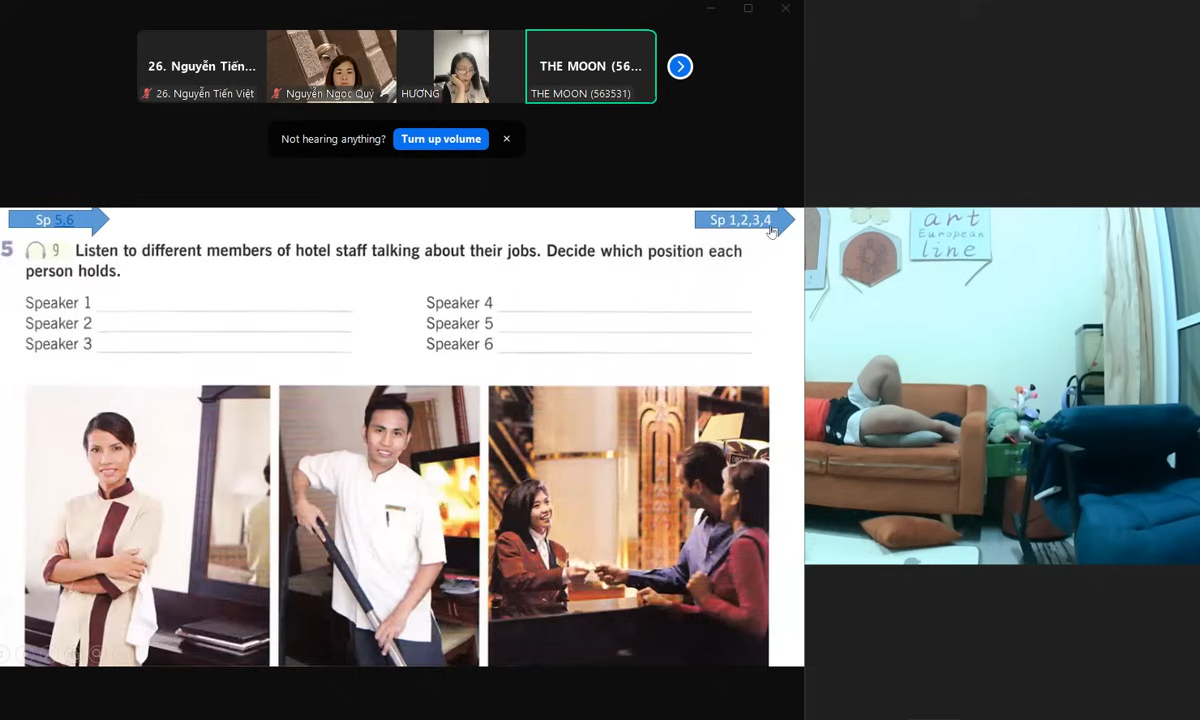 26. Nguyễn Tiến...
26. Nguyễn Tiến Việt
Nguyễn Ngọc Quý
HƯƠNG
THE MOON (56...
THE MOON (563531)
Not hearing anything?
Turn up volume
Sp 5,6
Sp 1,2,3,4
5 9 Listen to different members of hotel staff talking about their jobs. Decide which position each
person holds.
Speaker 1
Speaker 2
Speaker 3
Speaker 4
Speaker 5
Speaker 6
art
European
line